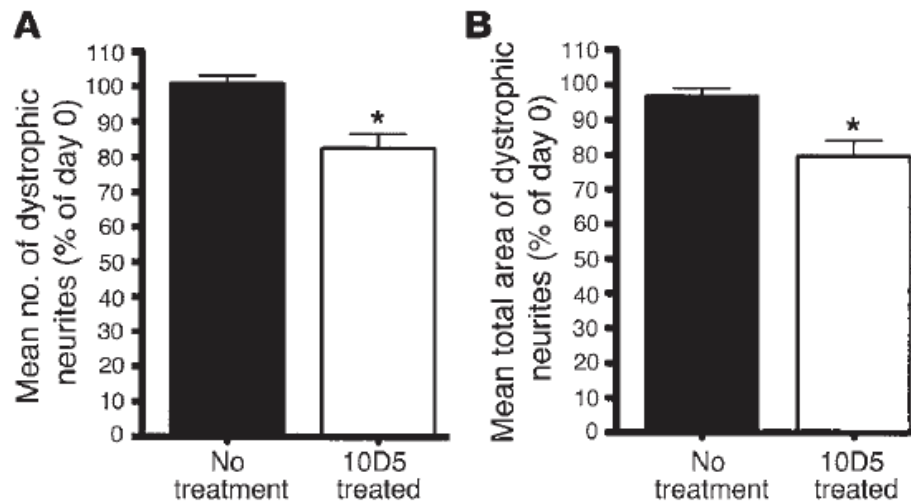 A
Mean no. of dystrophic
neurites (% of day 0)
110
100
90
80
70
60
50
40
30
20
10
0
*
No
treatment
10D5
treated
B
Mean total area of dystrophic
neurites (% of day 0)
110
100
90
80
70
60
50
40
30
20
10
0
*
No
treatment
10D5
treated